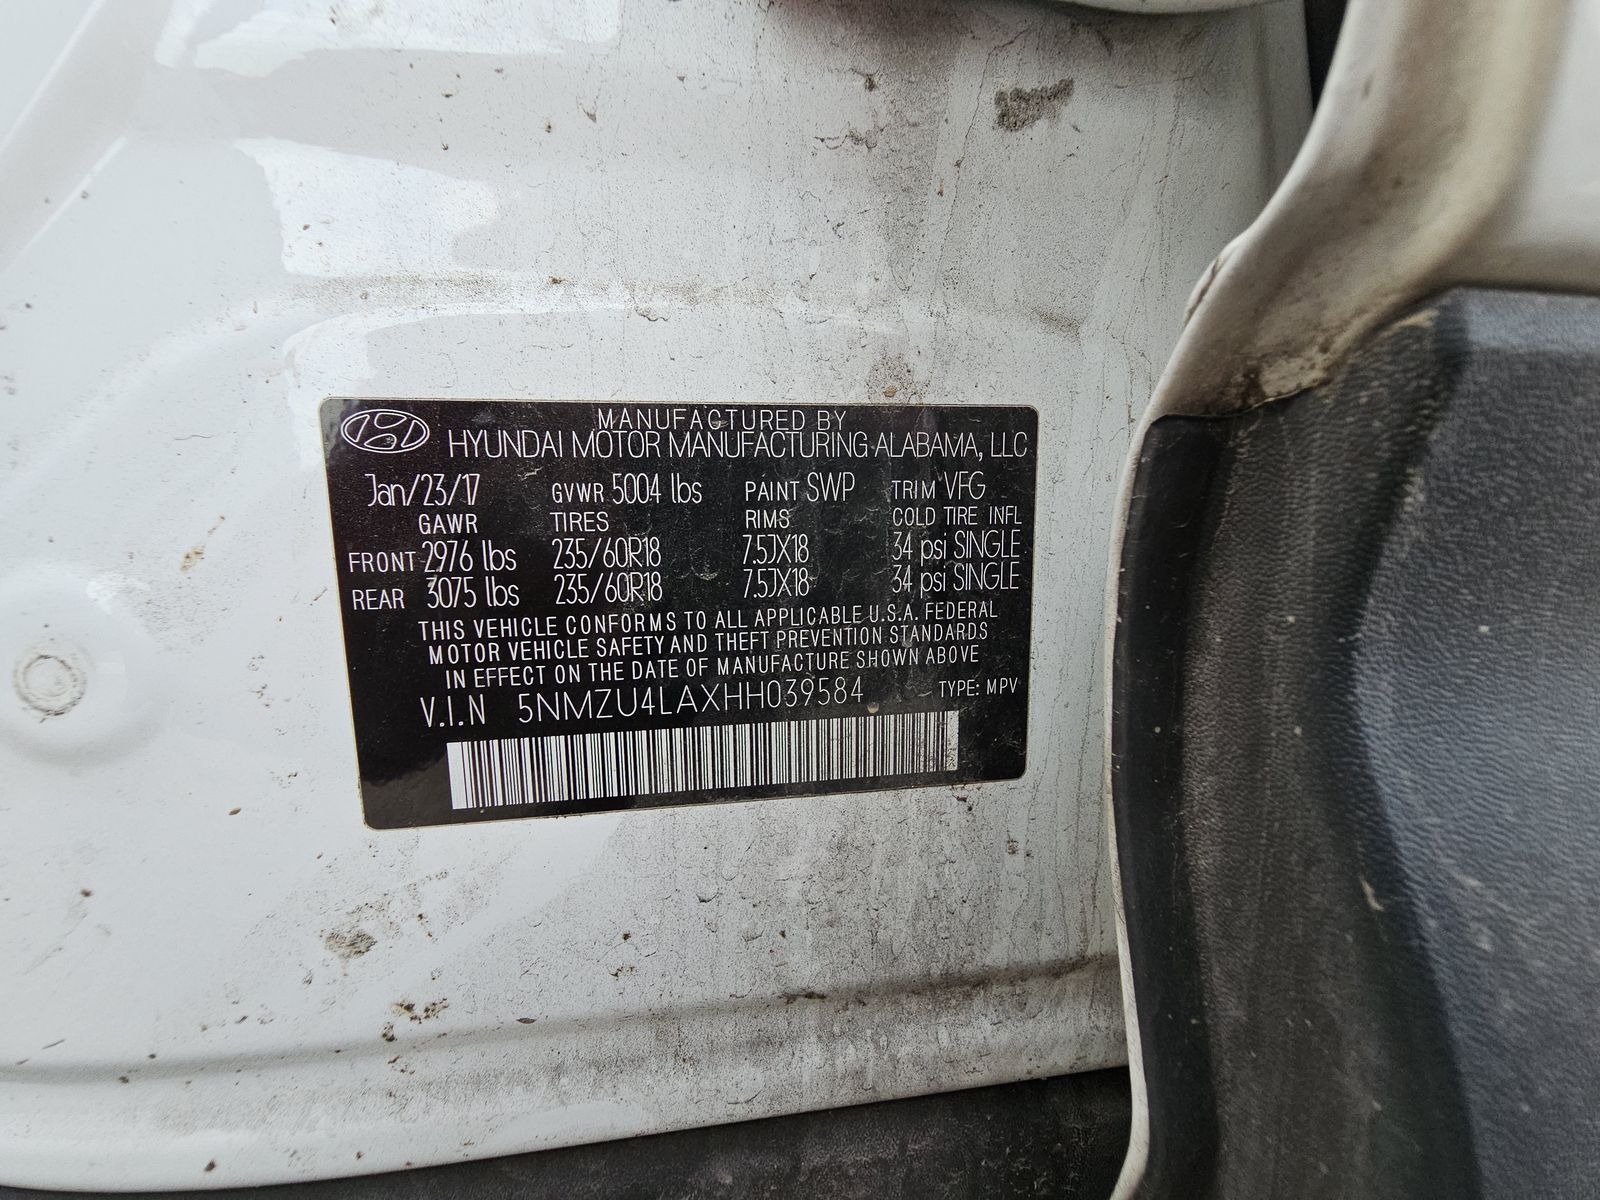 MANUFACTURED BY
HYUNDAI MOTOR MANUFACTURING ALABAMA, LLC
Jan/23/17 GVWR 5004 lbs PAINT SWP TRIM VFG
GAWR TIRES RIMS COLD TIRE INFL
FRONT 2976 lbs 235/60R18 7.5JX18 34 psi SINGLE
REAR 3075 lbs 235/60R18 7.5JX18 34 psi SINGLE
THIS VEHICLE CONFORMS TO ALL APPLICABLE U.S.A. FEDERAL
MOTOR VEHICLE SAFETY AND THEFT PREVENTION STANDARDS
IN EFFECT ON THE DATE OF MANUFACTURE SHOWN ABOVE
V.I.N 5NMZU4LAXHH039584 TYPE: MPV